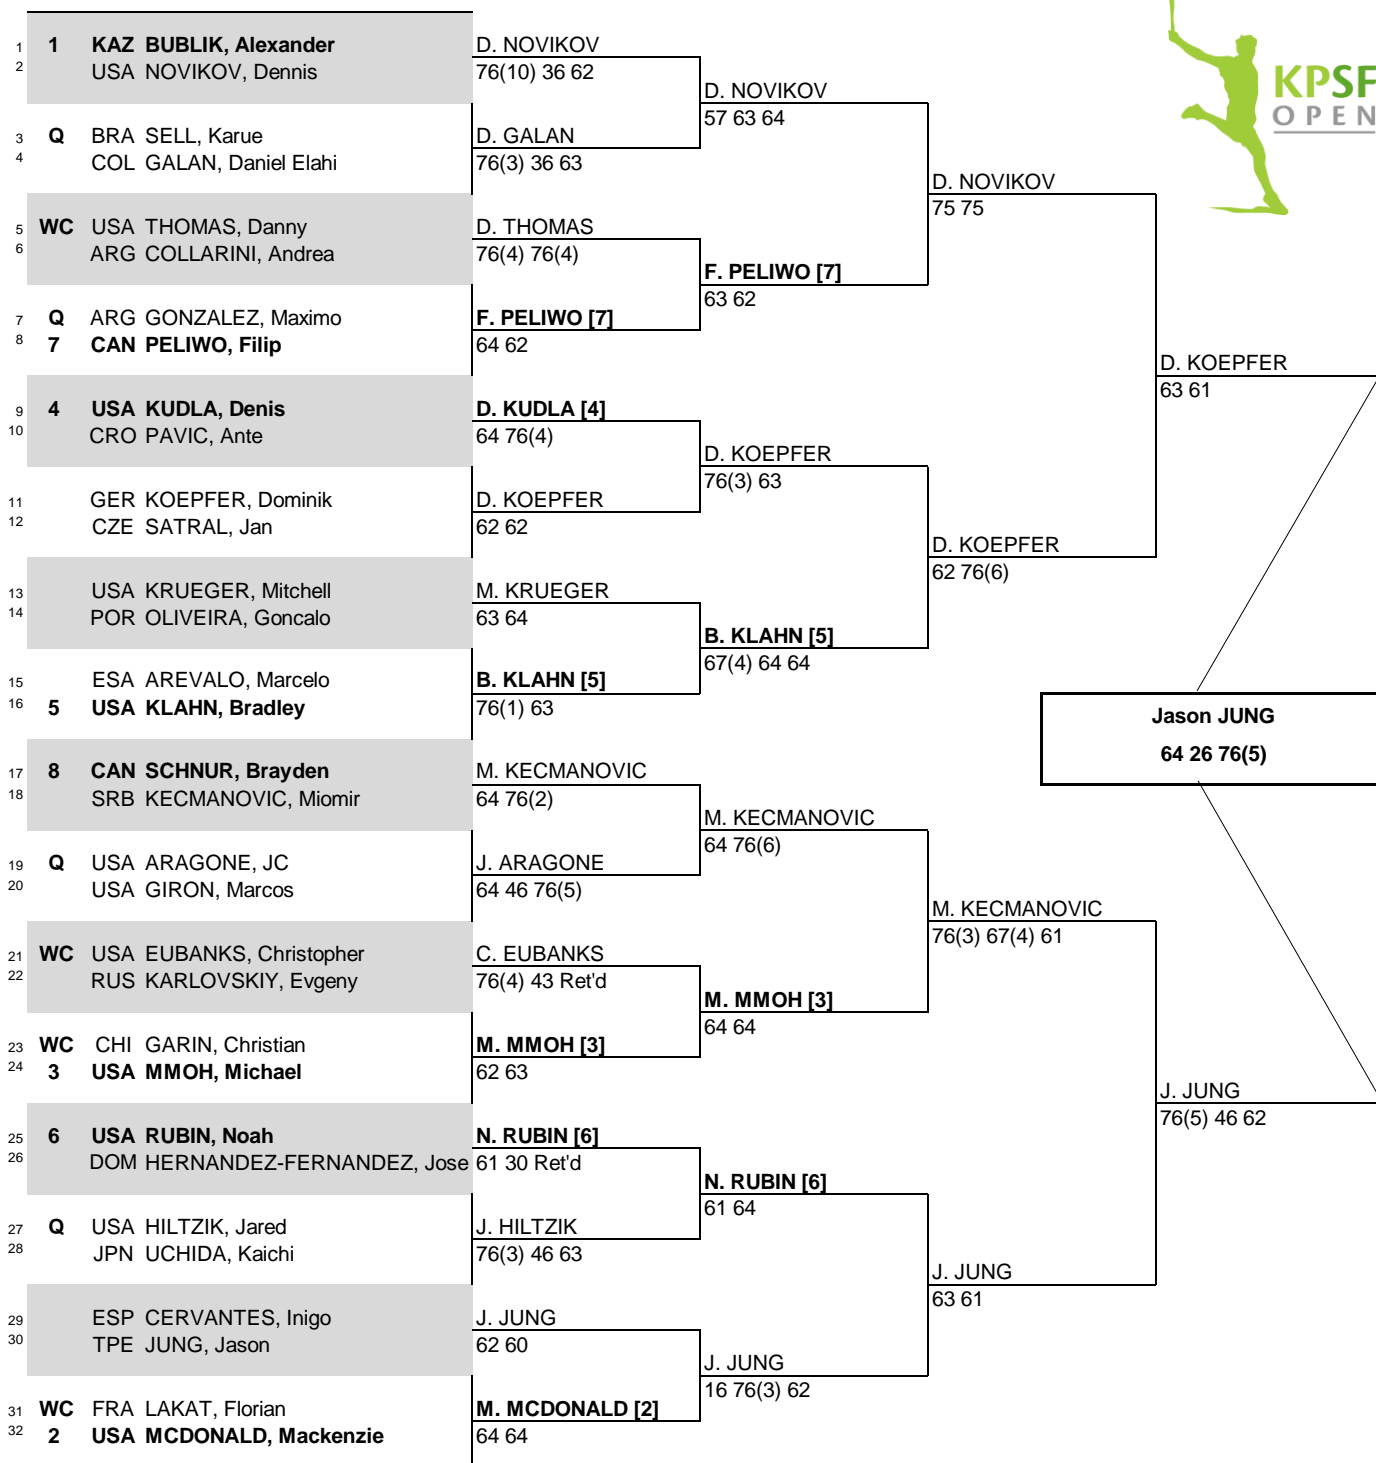 KPSF
OPEN
1 1 KAZ BUBLIK, Alexander
2 USA NOVIKOV, Dennis
3 Q BRA SELL, Karue
4 COL GALAN, Daniel Elahi
5 WC USA THOMAS, Danny
6 ARG COLLARINI, Andrea
7 Q ARG GONZALEZ, Maximo
8 7 CAN PELIWO, Filip
9 4 USA KUDLA, Denis
10 CRO PAVIC, Ante
11 GER KOEPFER, Dominik
12 CZE SATRAL, Jan
13 USA KRUEGER, Mitchell
14 POR OLIVEIRA, Goncalo
15 ESA AREVALO, Marcelo
16 5 USA KLAHN, Bradley
17 8 CAN SCHNUR, Brayden
18 SRB KECMANOVIC, Miomir
19 Q USA ARAGONE, JC
20 USA GIRON, Marcos
21 WC USA EUBANKS, Christopher
22 RUS KARLOVSKIY, Evgeny
23 WC CHI GARIN, Christian
24 3 USA MMOH, Michael
25 6 USA RUBIN, Noah
26 DOM HERNANDEZ-FERNANDEZ, Jose
27 Q USA HILTZIK, Jared
28 JPN UCHIDA, Kaichi
29 ESP CERVANTES, Inigo
30 TPE JUNG, Jason
31 WC FRA LAKAT, Florian
32 2 USA MCDONALD, Mackenzie
D. NOVIKOV
76(10) 36 62
D. GALAN
76(3) 36 63
D. THOMAS
76(4) 76(4)
F. PELIWO [7]
64 62
D. KUDLA [4]
64 76(4)
D. KOEPFER
62 62
M. KRUEGER
63 64
B. KLAHN [5]
76(1) 63
M. KECMANOVIC
64 76(2)
J. ARAGONE
64 46 76(5)
C. EUBANKS
76(4) 43 Ret'd
M. MMOH [3]
62 63
N. RUBIN [6]
61 30 Ret'd
J. HILTZIK
76(3) 46 63
J. JUNG
62 60
M. MCDONALD [2]
64 64
D. NOVIKOV
57 63 64
F. PELIWO [7]
63 62
D. KOEPFER
76(3) 63
B. KLAHN [5]
67(4) 64 64
M. KECMANOVIC
64 76(6)
M. MMOH [3]
64 64
N. RUBIN [6]
61 64
J. JUNG
16 76(3) 62
D. NOVIKOV
75 75
D. KOEPFER
62 76(6)
M. KECMANOVIC
76(3) 67(4) 61
J. JUNG
63 61
D. KOEPFER
63 61
J. JUNG
76(5) 46 62
Jason JUNG
64 26 76(5)